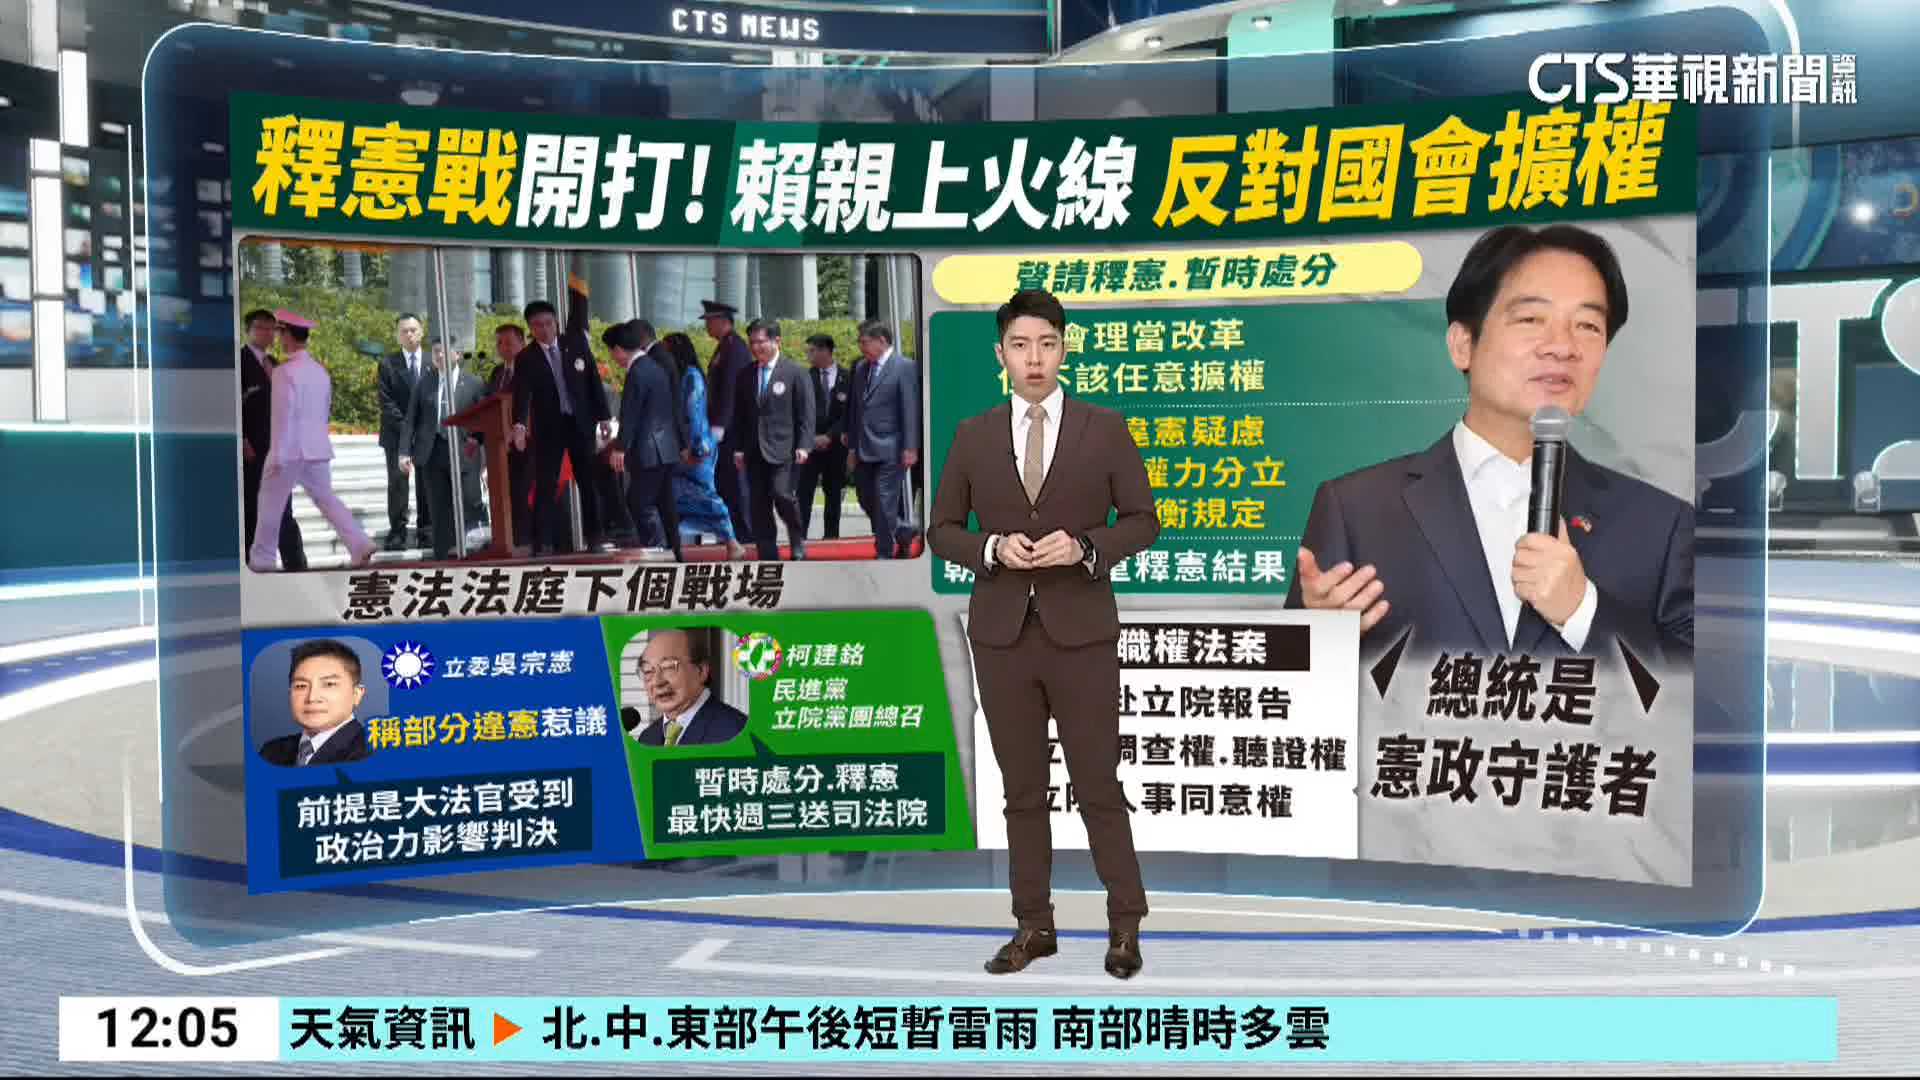 CTS NEWS
CTS華視新聞資訊
釋憲戰開打! 賴親上火線 反對國會擴權
聲請釋憲.暫時處分
會理當改革
不該任意擴權
違憲疑慮
權力分立
衡規定
朝 重釋憲結果
憲法法庭下個戰場
立委吳宗憲
稱部分違憲惹議
前提是大法官受到
政治力影響判決
柯建銘
民進黨
立院黨團總召
暫時處分.釋憲
最快週三送司法院
職權法案
赴立院報告
立 調查權.聽證權
立院人事同意權
總統是
憲政守護者
12:05 天氣資訊 ▶ 北.中.東部午後短暫雷雨 南部晴時多雲